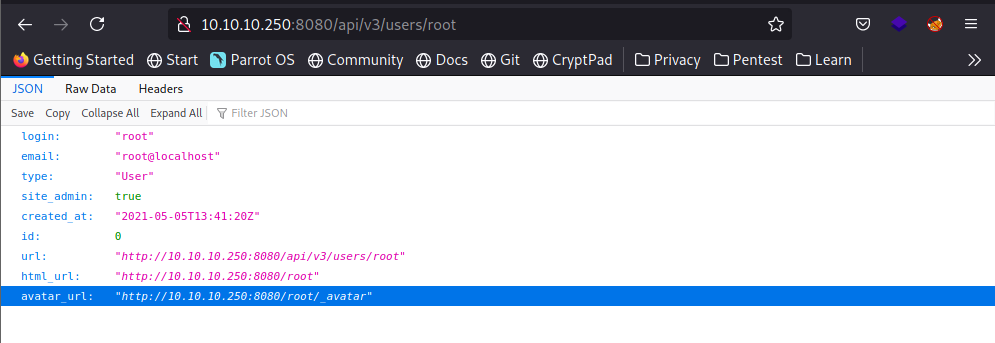 10.10.10.250:8080/api/v3/users/root
Getting Started Start Parrot OS Community Docs Git CryptPad Privacy Pentest Learn
JSON Raw Data Headers
Save Copy Collapse All Expand All Filter JSON
login: "root"
email: "root@localhost"
type: "User"
site_admin: true
created_at: "2021-05-05T13:41:20Z"
id: 0
url: "http://10.10.10.250:8080/api/v3/users/root"
html_url: "http://10.10.10.250:8080/root"
avatar_url: "http://10.10.10.250:8080/root/_avatar"